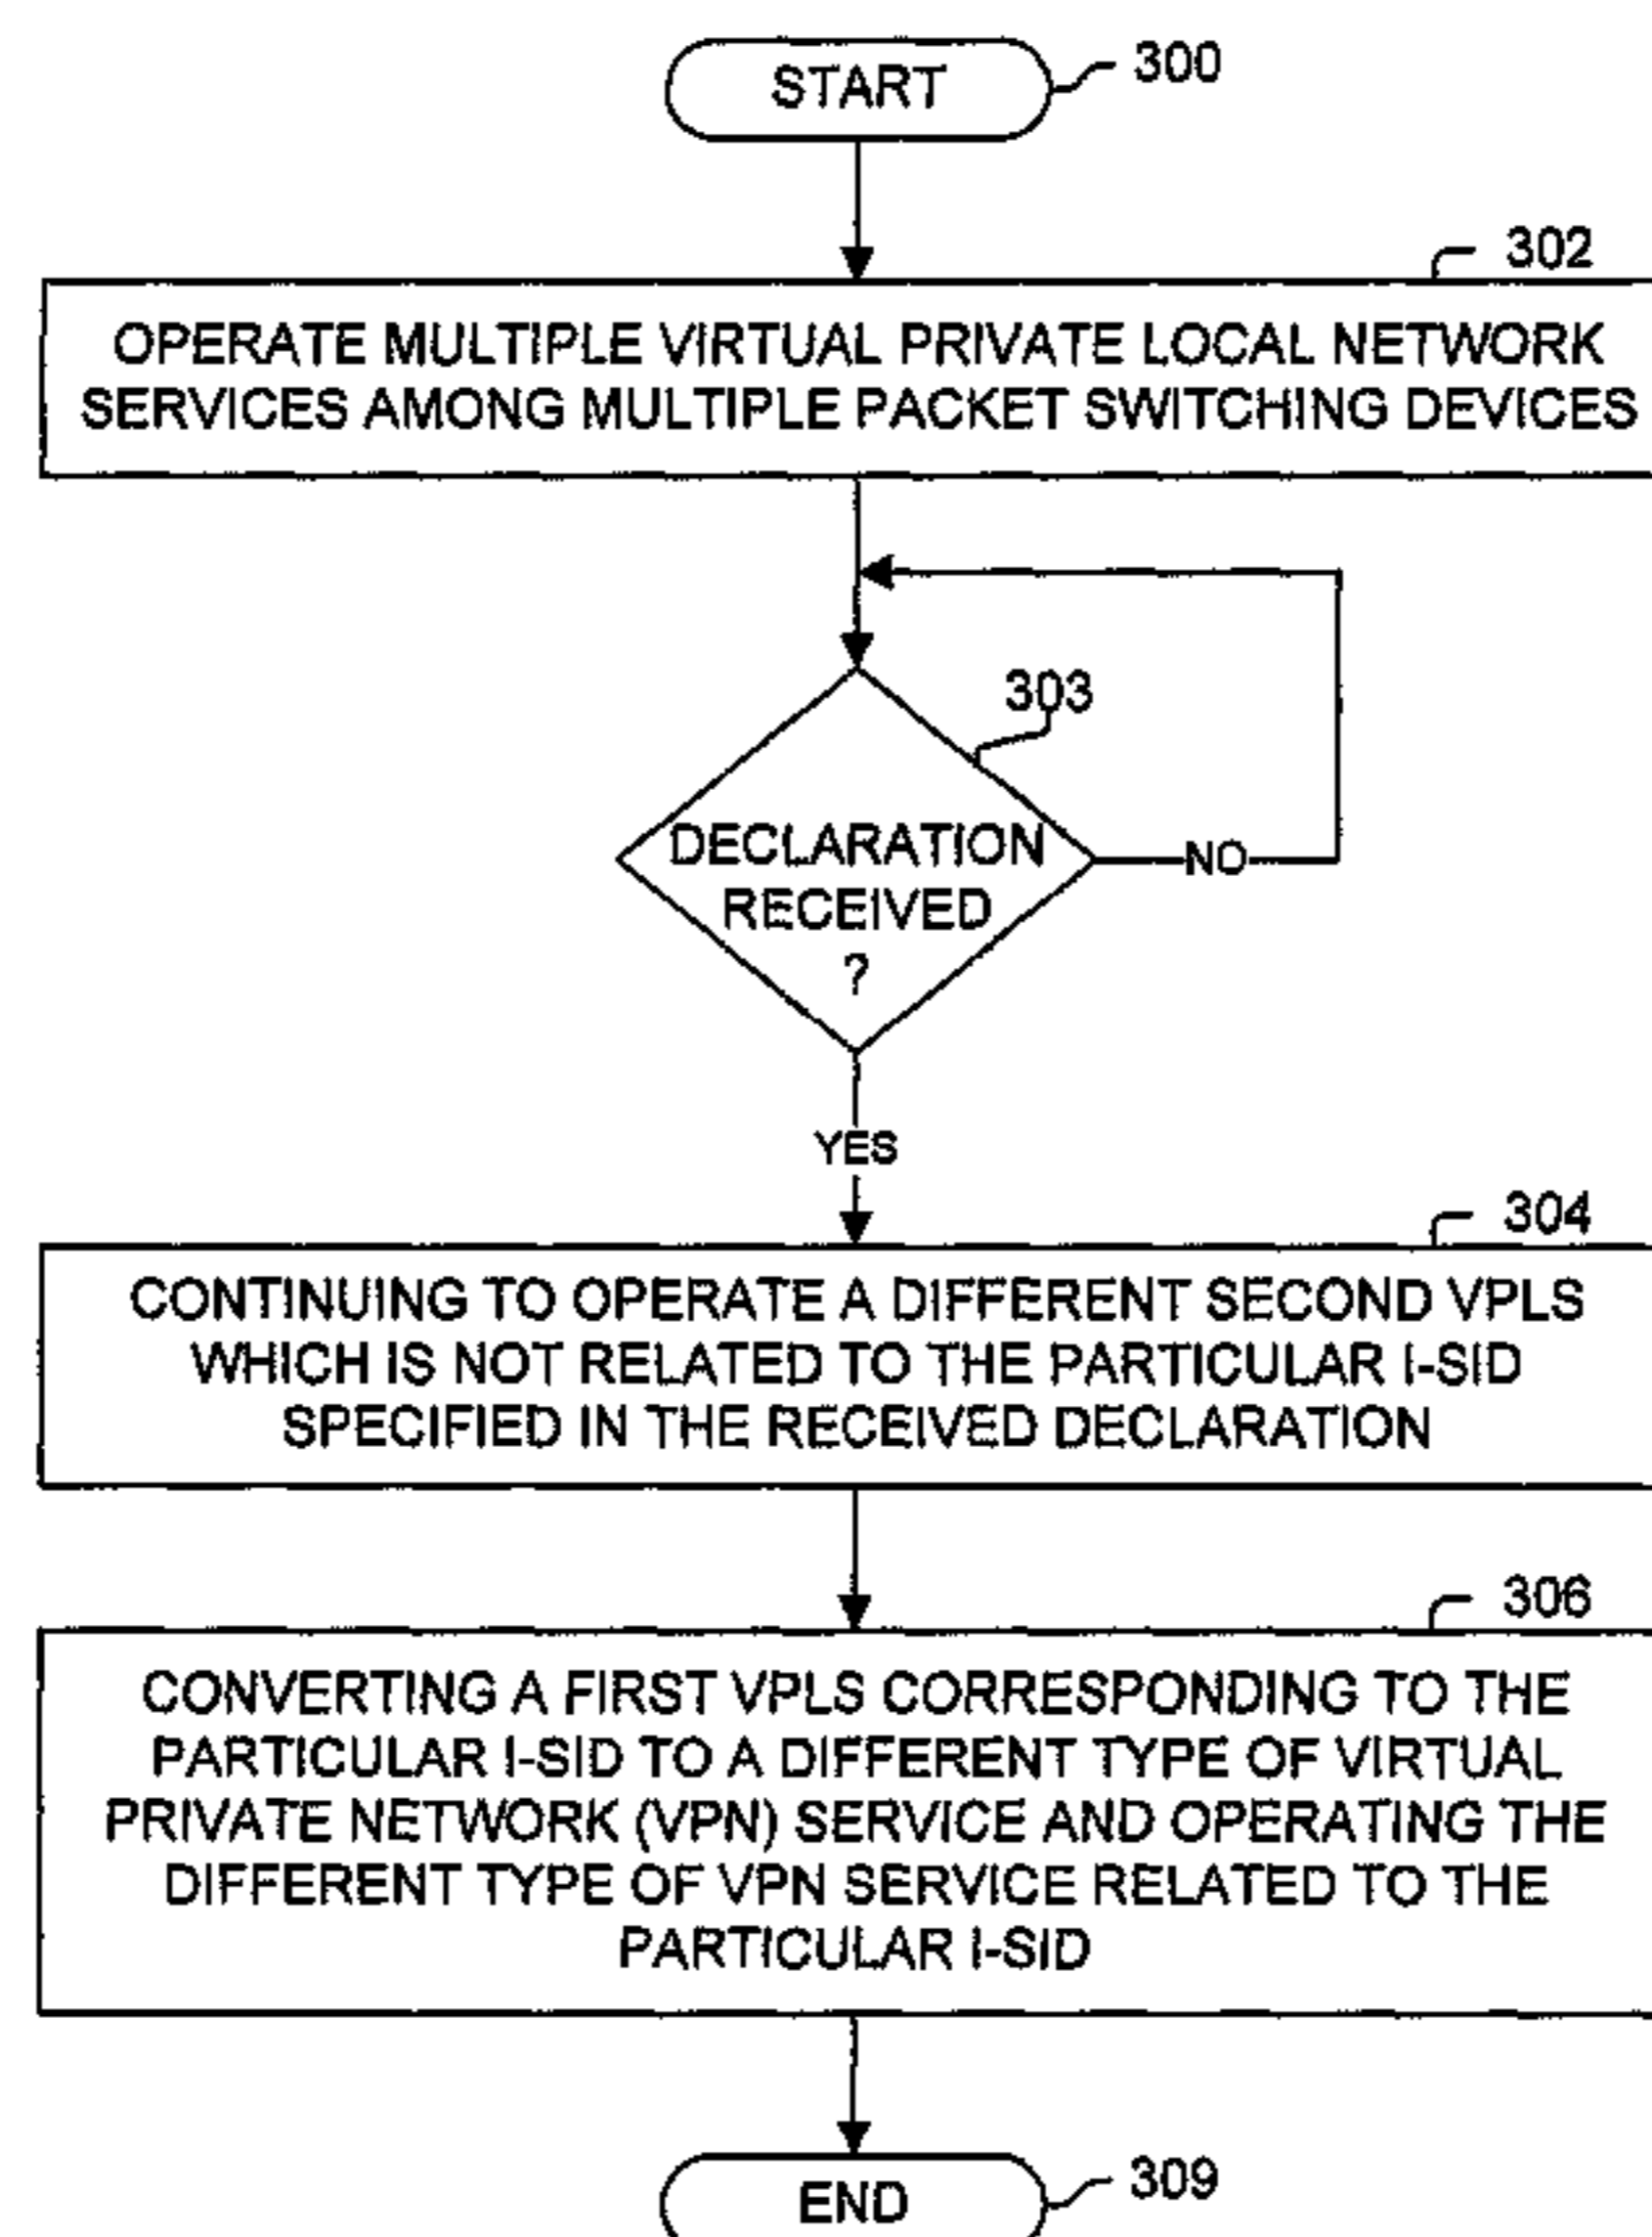 START
300
302
OPERATE MULTIPLE VIRTUAL PRIVATE LOCAL NETWORK
SERVICES AMONG MULTIPLE PACKET SWITCHING DEVICES
303
DECLARATION
RECEIVED
?
NO
YES
304
CONTINUING TO OPERATE A DIFFERENT SECOND VPLS
WHICH IS NOT RELATED TO THE PARTICULAR I-SID
SPECIFIED IN THE RECEIVED DECLARATION
306
CONVERTING A FIRST VPLS CORRESPONDING TO THE
PARTICULAR I-SID TO A DIFFERENT TYPE OF VIRTUAL
PRIVATE NETWORK (VPN) SERVICE AND OPERATING THE
DIFFERENT TYPE OF VPN SERVICE RELATED TO THE
PARTICULAR I-SID
END
309